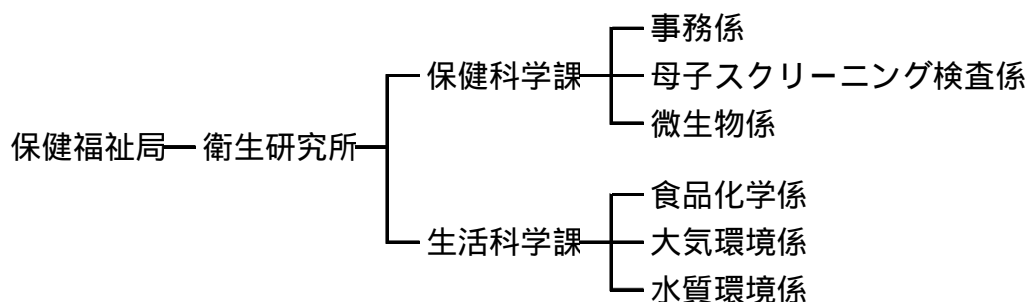 保健福祉局
衛生研究所
保健科学課
事務係
母子スクリーニング検査係
微生物係
生活科学課
食品化学係
大気環境係
水質環境係